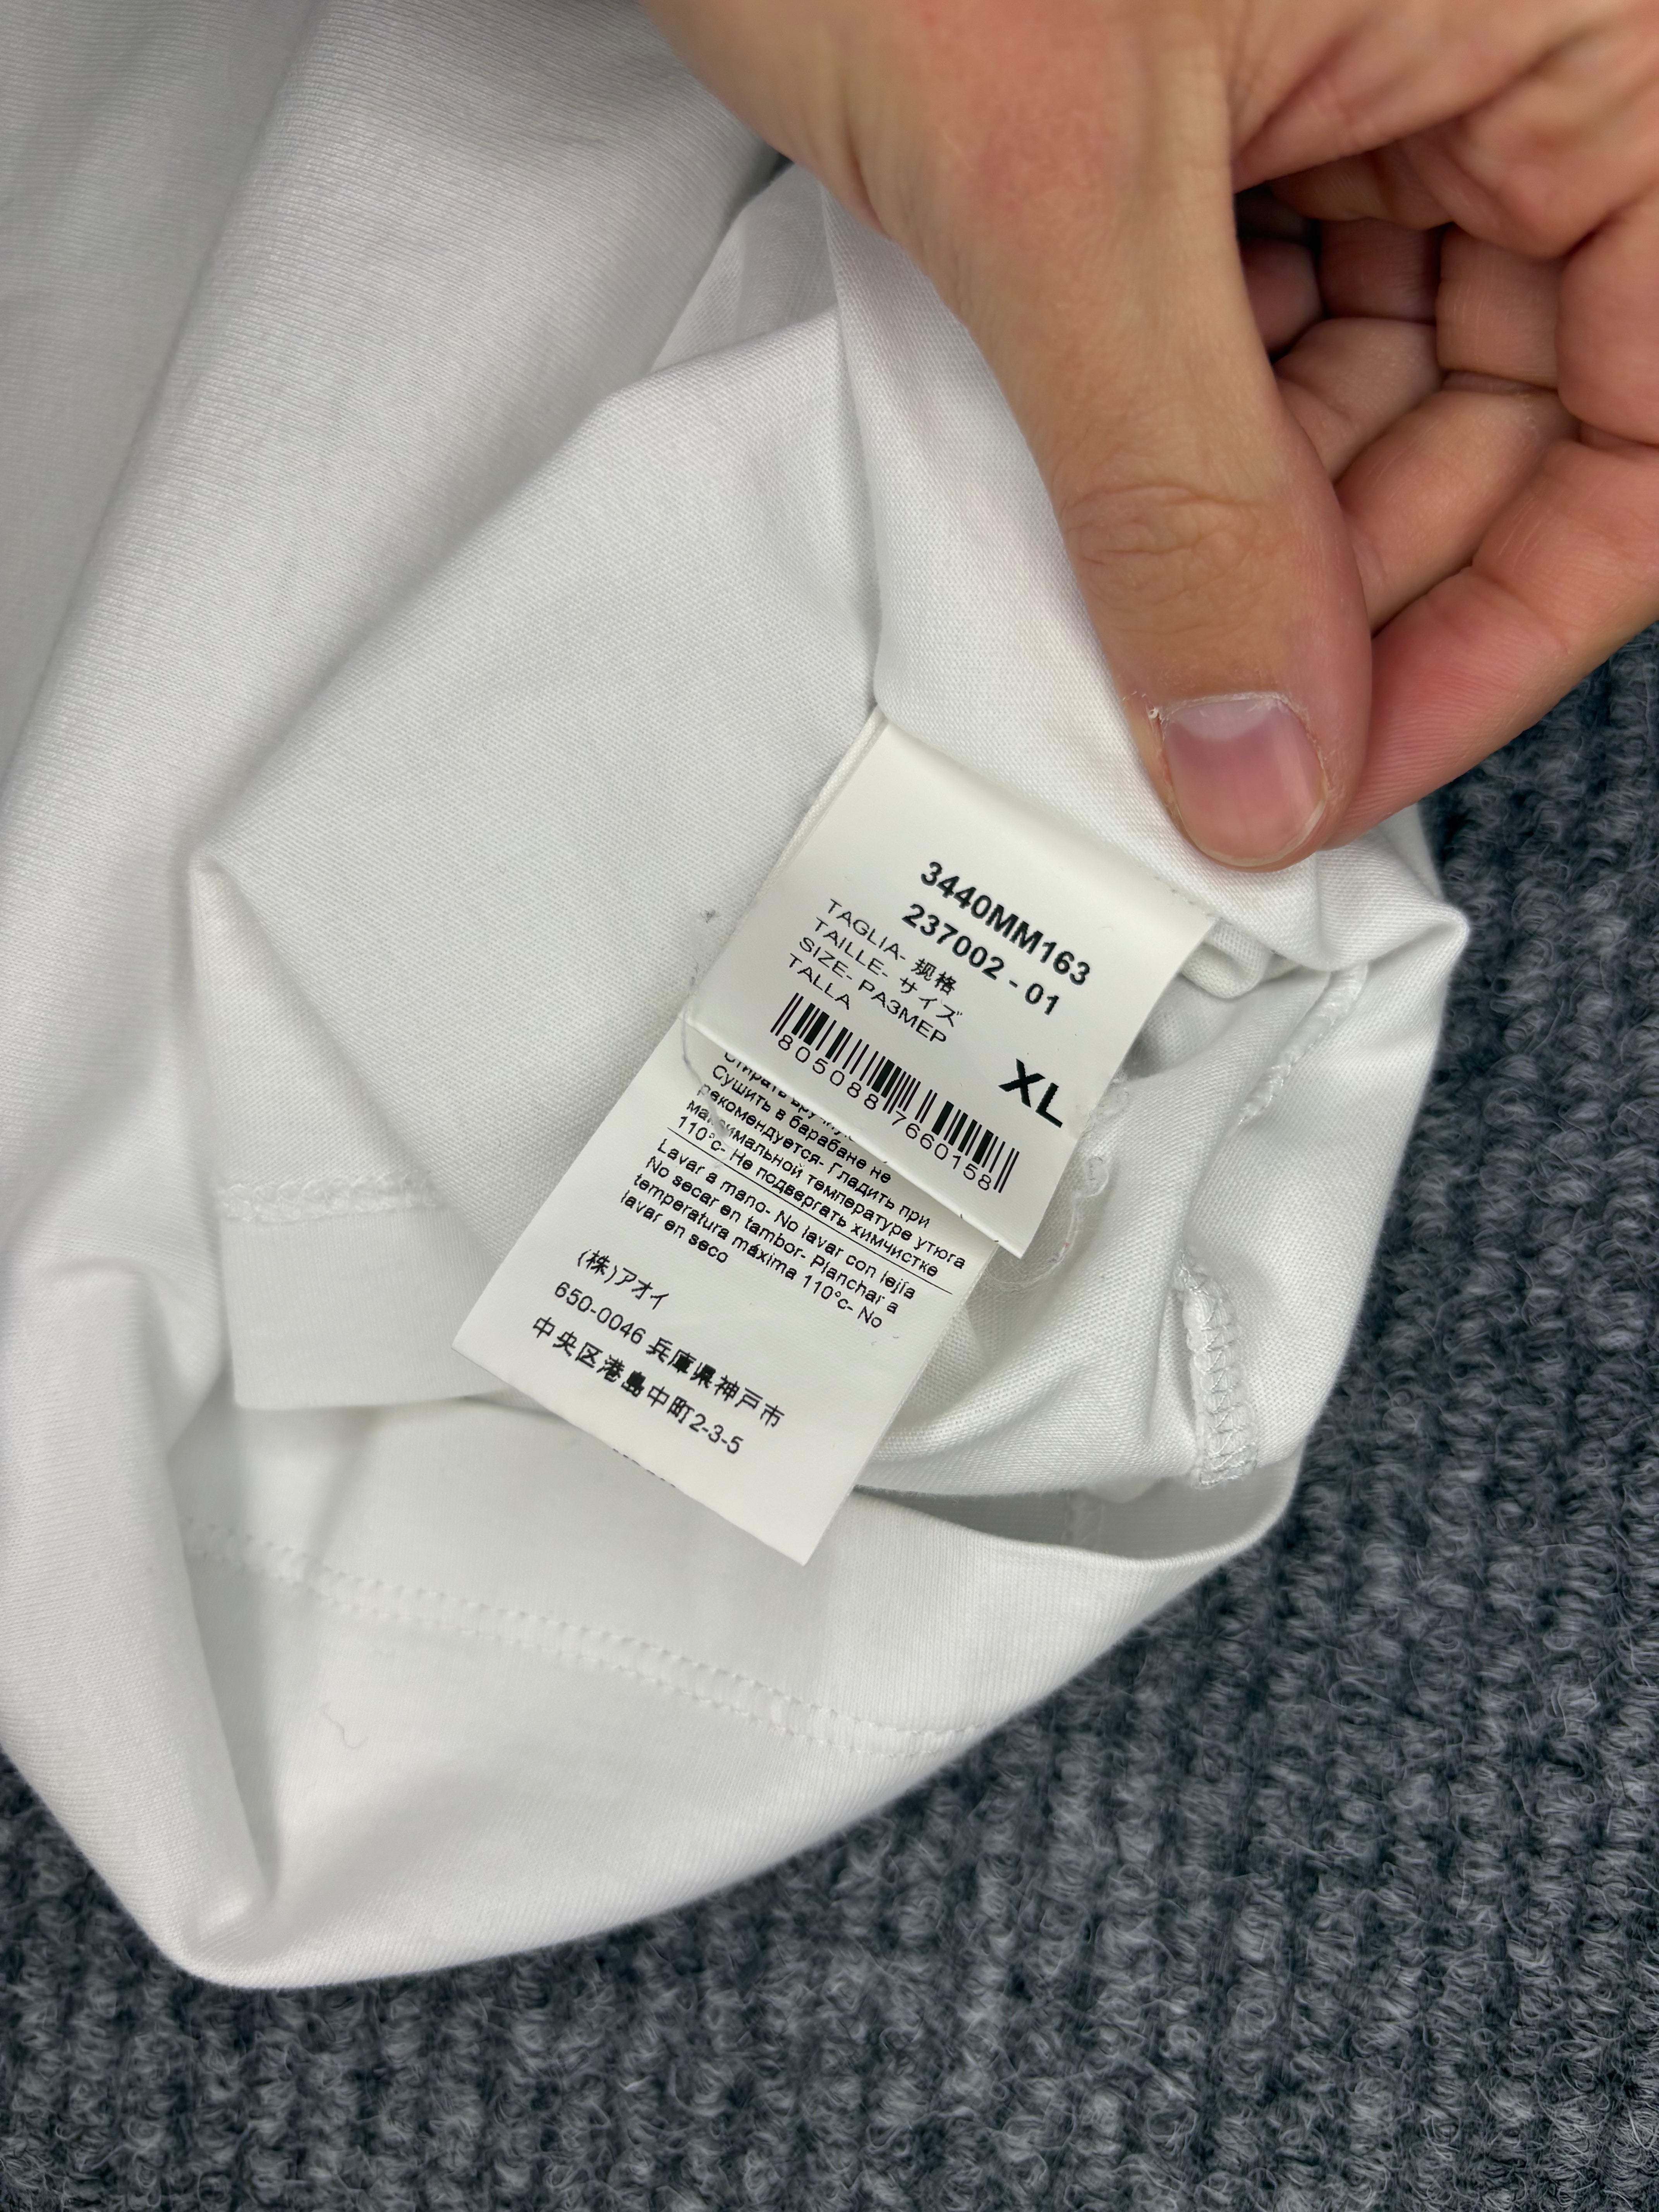 3440MM163
237002 - 01
TAGLIA- 规格
TAILLE- サイズ
SIZE- РАЗМЕР
TALLA
XL
8050887660158
Сушить в барабане не
рекомендуется- Гладить при
максимальной температуре утюга
110°c- Не подвергать химчистке
Lavar a mano- No lavar con lejía
No secar en tambor- Planchar a
temperatura máxima 110°c- No
lavar en seco
(株)アオイ
650-0046 兵庫県神戸市
中央区港島中町2-3-5